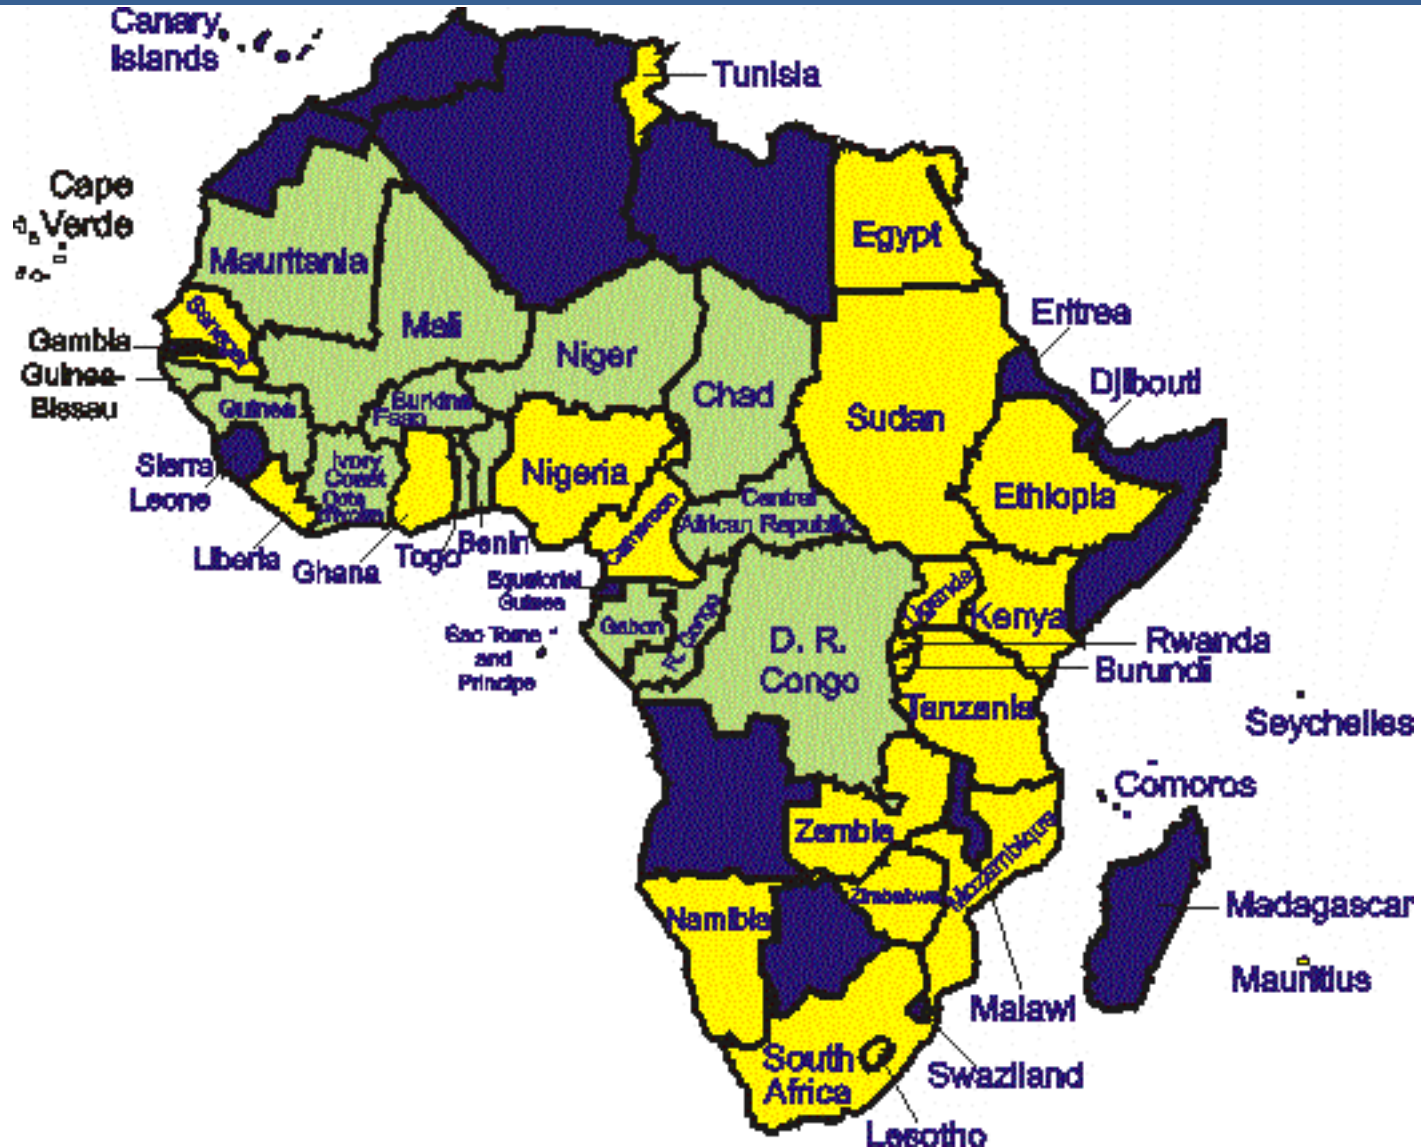 Canary
Islands
Tunisia
Cape
Verde
Egypt
Mauritania
Senegal
Mali
Eritrea
Gambia
Niger
Guinea-
Bissau
Djibouti
Chad
Burkina
Faso
Guinea
Sudan
Sierra
Leone
Ivory
Coast
Nigeria
Ethiopia
Central
African Republic
Cameroon
Liberia
Ghana
Togo
Benin
Equatorial
Guinea
Uganda
Kenya
Gabon
R. Congo
Sao Tome
and
Principe
D. R.
Congo
Rwanda
Burundi
Tanzania
Seychelles
Comoros
Zambia
Mozambique
Zimbabwe
Namibia
Madagascar
Mauritius
Malawi
South
Africa
Swaziland
Lesotho